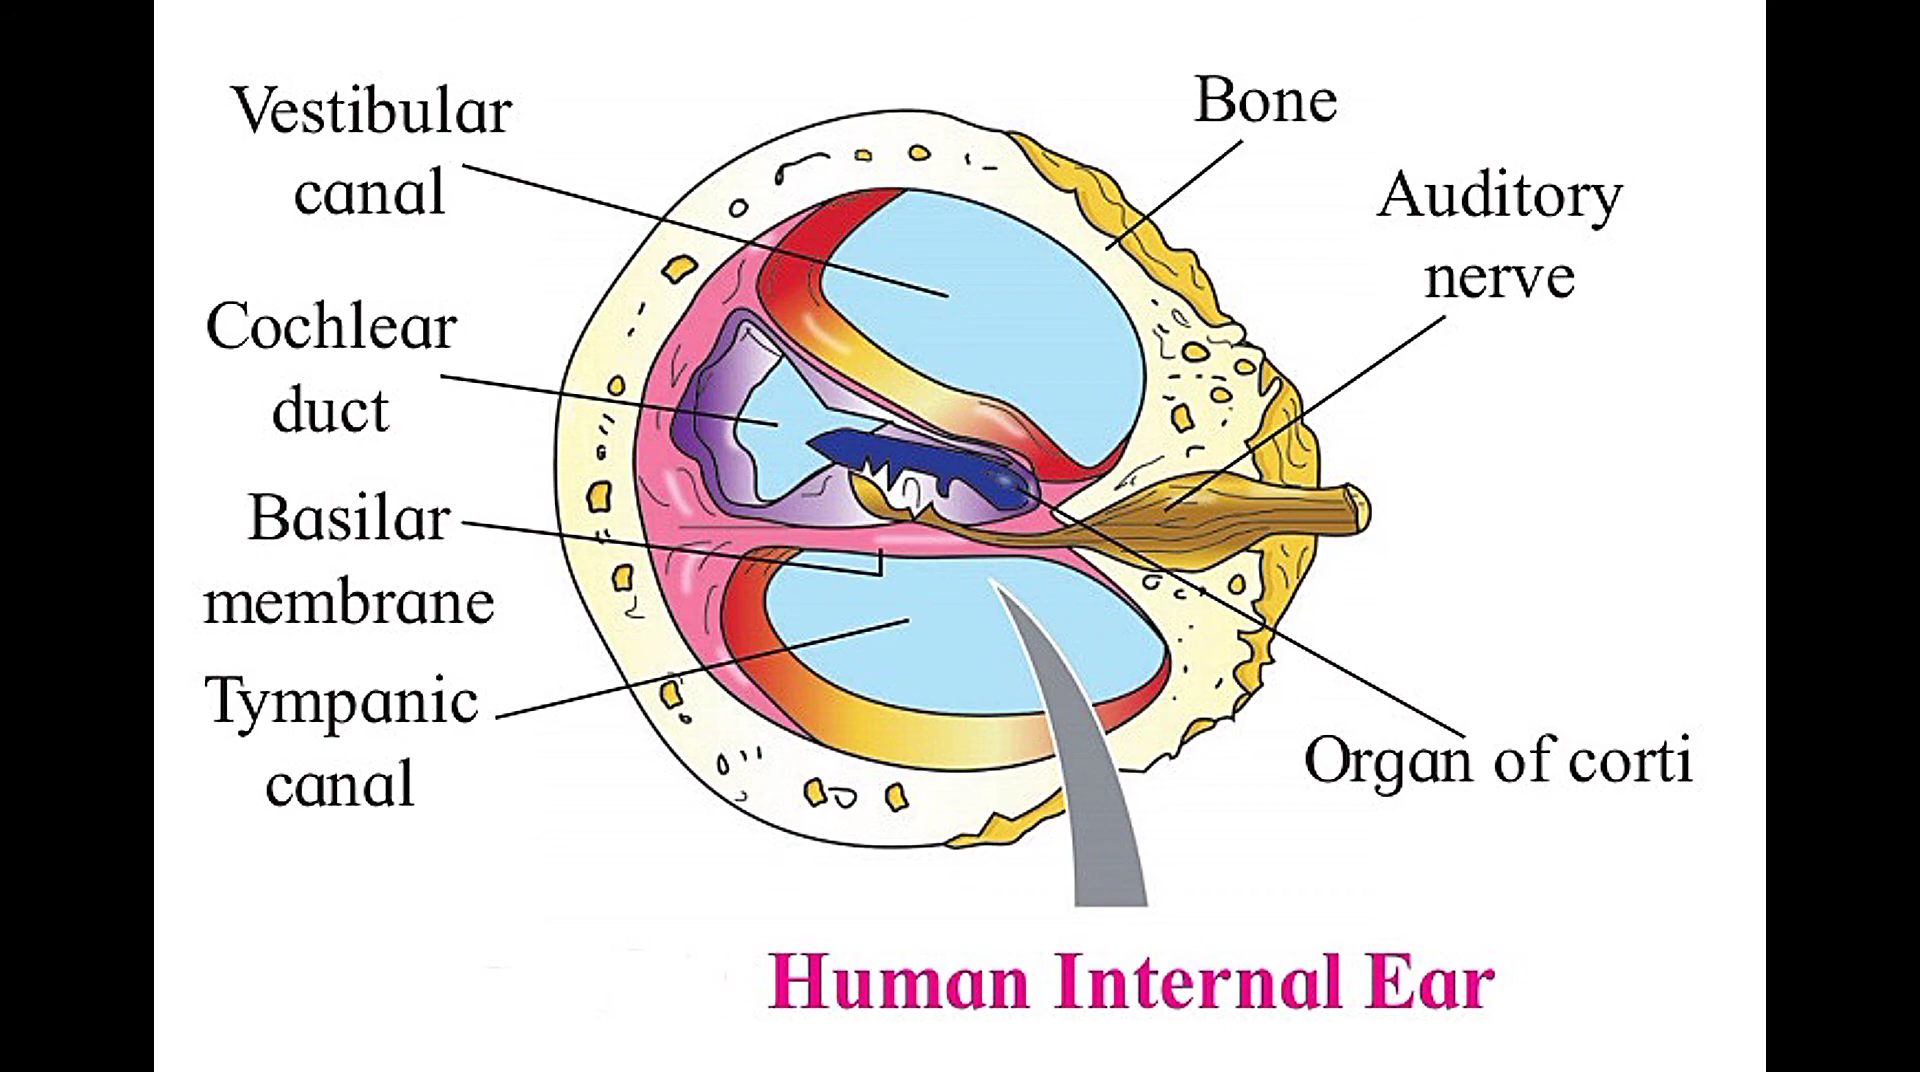 Vestibular
canal
Cochlear
duct
Basilar
membrane
Tympanic
canal
Bone
Auditory
nerve
Organ of corti
Human Internal Ear